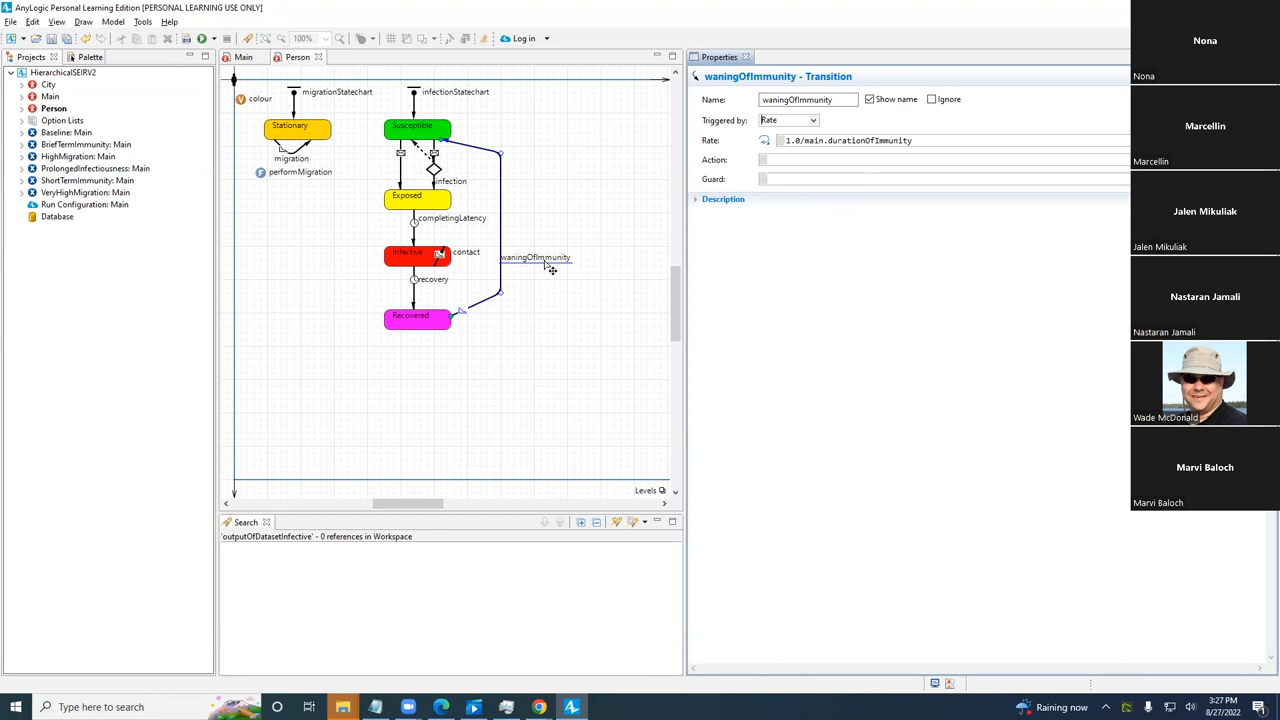 AnyLogic Personal Learning Edition [PERSONAL LEARNING USE ONLY]
File Edit View Draw Model Tools Help
100% Log in
Projects Palette
HierarchicalSEIRV2
City
Main
Person
Option Lists
Baseline: Main
BriefTermImmunity: Main
HighMigration: Main
ProlongedInfectiousness: Main
ShortTermImmunity: Main
VeryHighMigration: Main
Run Configuration: Main
Database
Main Person
migrationStatechart infectionStatechart
colour
Stationary
Susceptible
migration
performMigration
infection
Exposed
completingLatency
Infective
contact
waningOfImmunity
recovery
Recovered
Levels
Search
'outputOfDatasetInfective' - 0 references in Workspace
Properties
waningOfImmunity - Transition
Name: waningOfImmunity Show name Ignore
Triggered by: Rate
Rate: 1.0/main.durationOfImmunity
Action:
Guard:
Description
Nona
Nona
Marcellin
Marcellin
Jalen Mikuliak
Jalen Mikuliak
Nastaran Jamali
Nastaran Jamali
Wade McDonald
Marvi Baloch
Marvi Baloch
Type here to search
Raining now
3:27 PM
8/27/2022